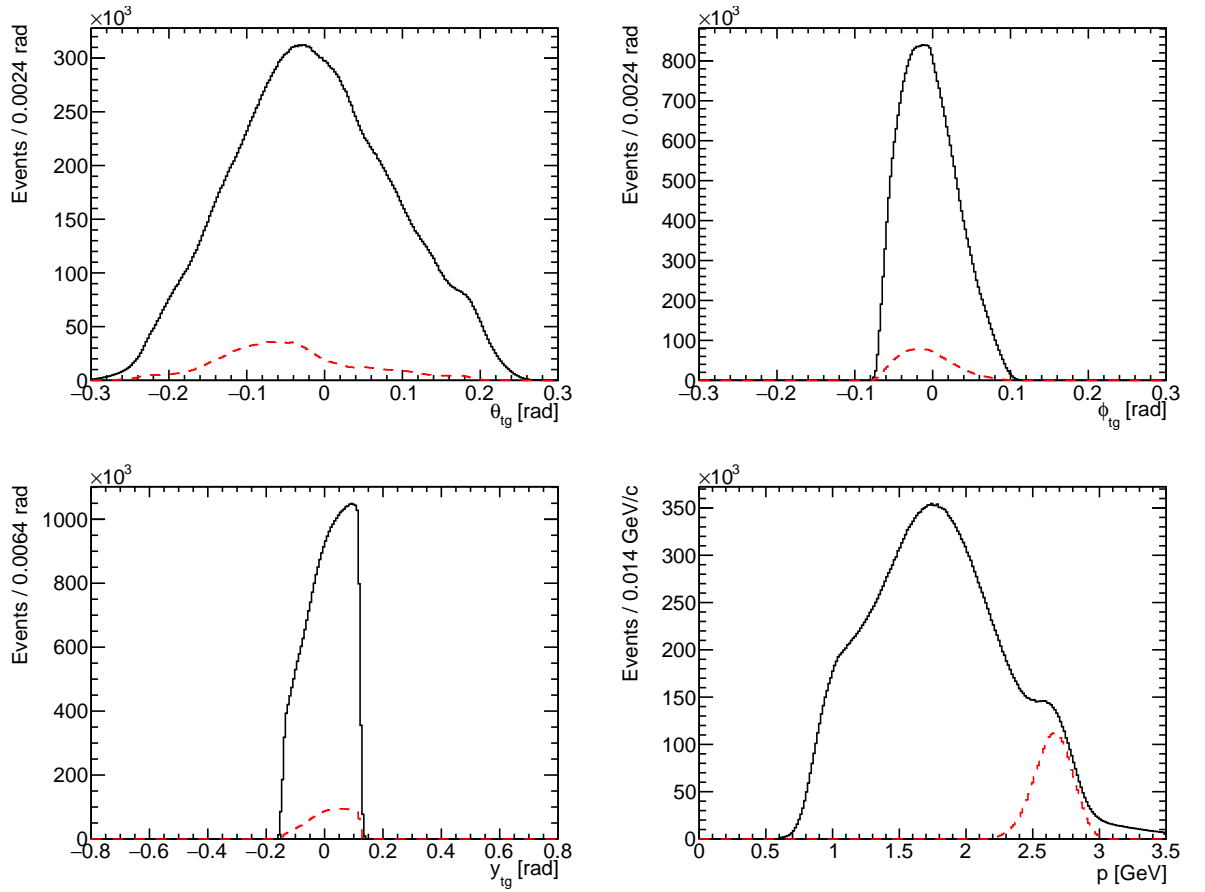 ×10³
Events / 0.0024 rad
300
250
200
150
100
50
0
−0.3 −0.2 −0.1 0 0.1 0.2 0.3
θtg [rad]
×10³
Events / 0.0024 rad
800
600
400
200
0
−0.3 −0.2 −0.1 0 0.1 0.2 0.3
ϕtg [rad]
×10³
Events / 0.0064 rad
1000
800
600
400
200
0
−0.8 −0.6 −0.4 −0.2 0 0.2 0.4 0.6 0.8
ytg [rad]
×10³
Events / 0.014 GeV/c
350
300
250
200
150
100
50
0
0 0.5 1 1.5 2 2.5 3 3.5
p [GeV]